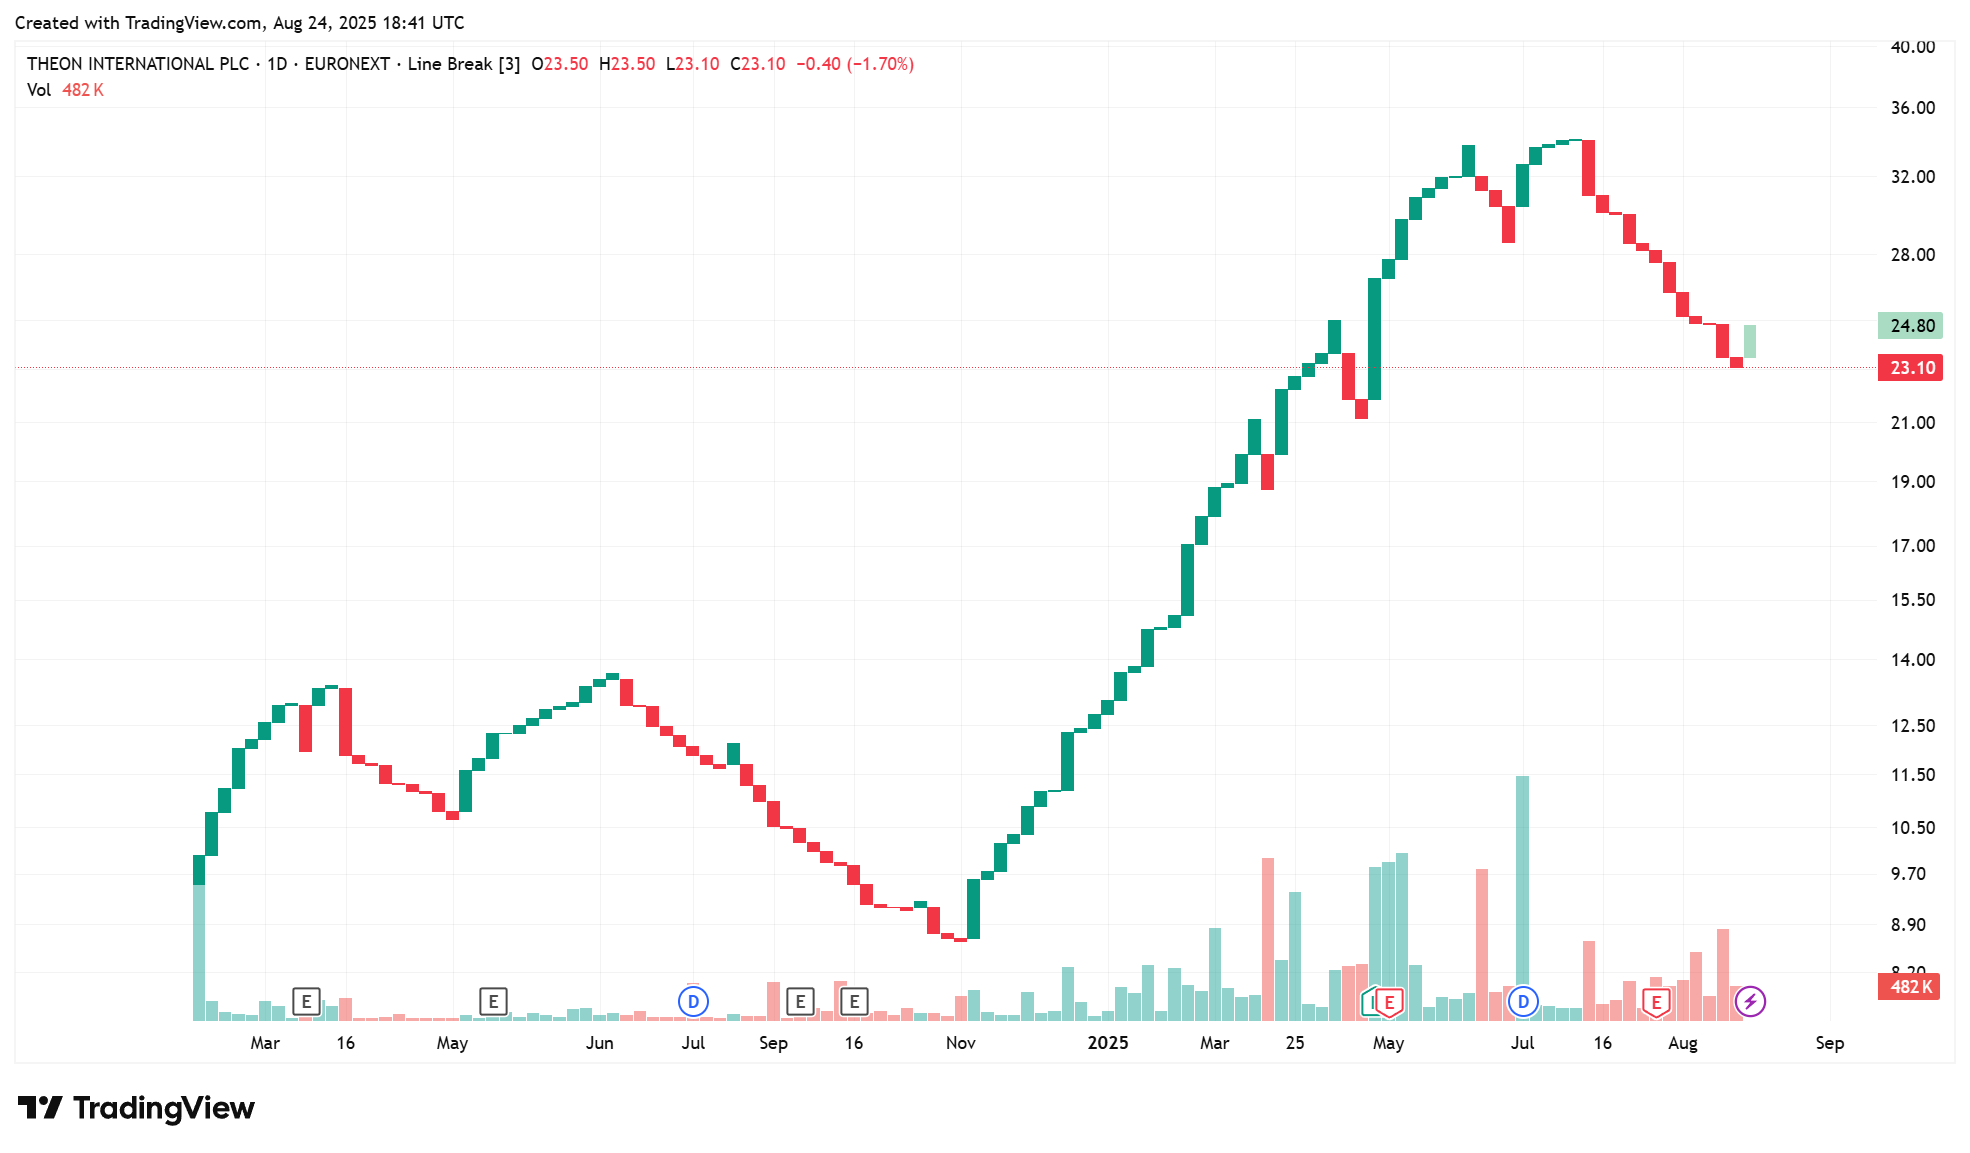 Created with TradingView.com, Aug 24, 2025 18:41 UTC
THEON INTERNATIONAL PLC · 1D · EURONEXT · Line Break [3] O23.50 H23.50 L23.10 C23.10 −0.40 (−1.70%)
Vol 482 K
40.00
36.00
32.00
28.00
24.80
23.10
21.00
19.00
17.00
15.50
14.00
12.50
11.50
10.50
9.70
8.90
8.20
482 K
E E D E E E D E
Mar 16 May Jun Jul Sep 16 Nov 2025 Mar 25 May Jul 16 Aug Sep
TradingView